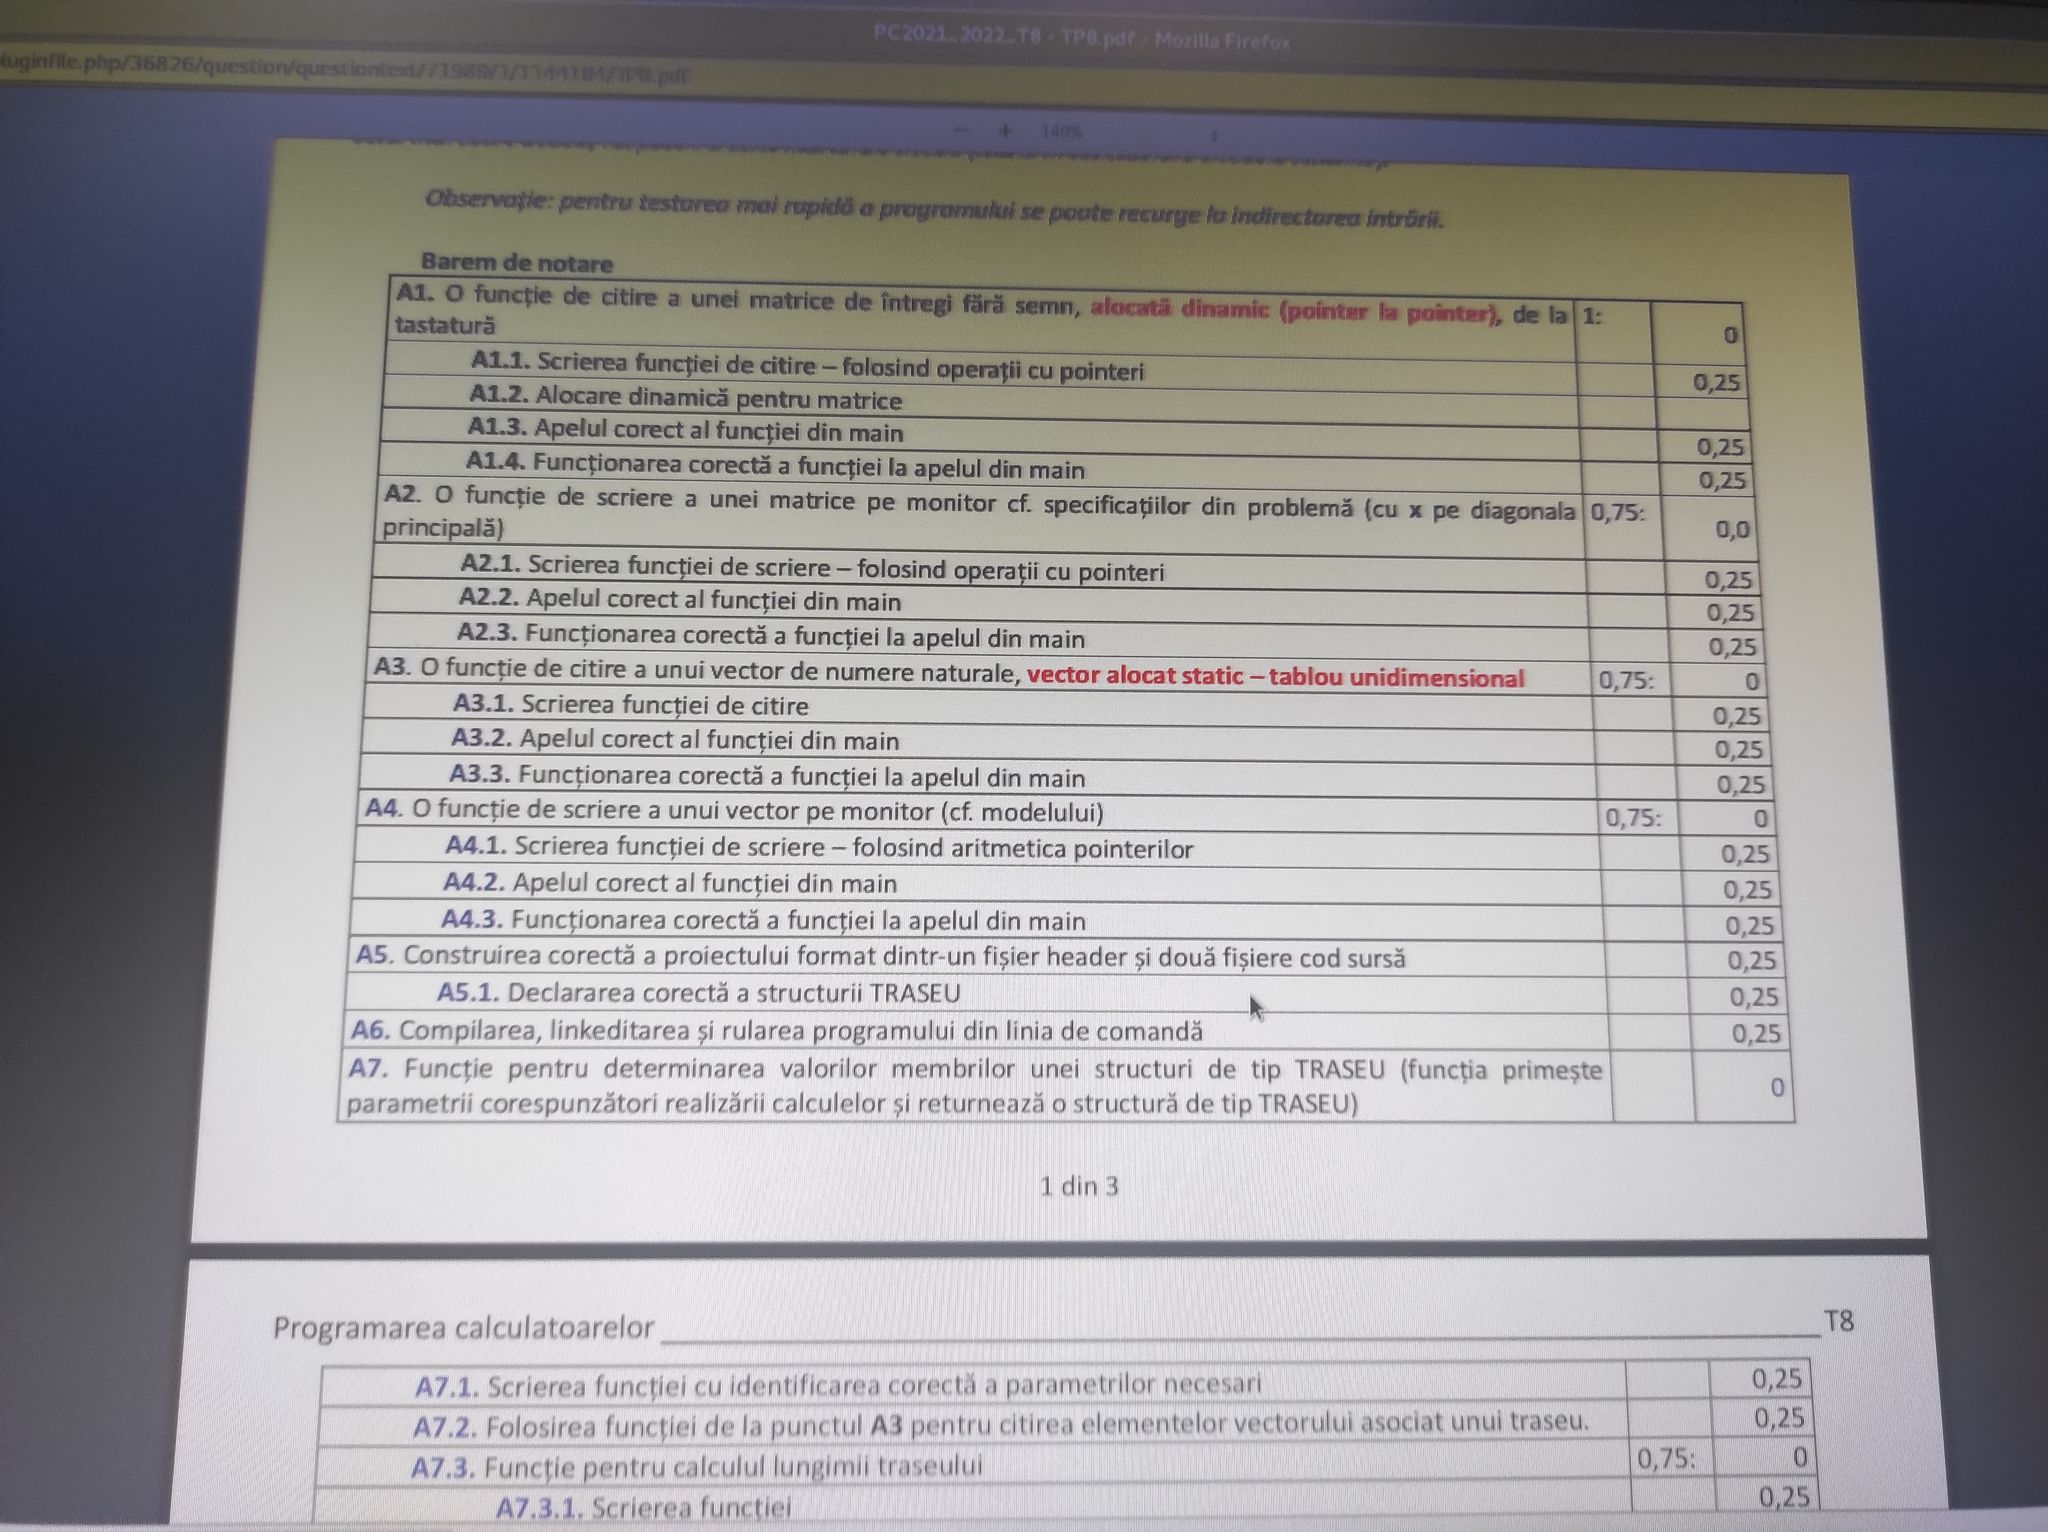 PC2021_2022_T8 - TP8.pdf - Mozilla Firefox
luginfile.php/36826/question/questiontext/
− + 140%
Observație: pentru testarea mai rapidă a programului se poate recurge la indirectarea intrării.
Barem de notare
A1. O funcție de citire a unei matrice de întregi fără semn, alocată dinamic (pointer la pointer), de la 1:
tastatură 0
A1.1. Scrierea funcției de citire – folosind operații cu pointeri 0,25
A1.2. Alocare dinamică pentru matrice
A1.3. Apelul corect al funcției din main 0,25
A1.4. Funcționarea corectă a funcției la apelul din main 0,25
A2. O funcție de scriere a unei matrice pe monitor cf. specificațiilor din problemă (cu x pe diagonala 0,75:
principală) 0,0
A2.1. Scrierea funcției de scriere – folosind operații cu pointeri 0,25
A2.2. Apelul corect al funcției din main 0,25
A2.3. Funcționarea corectă a funcției la apelul din main 0,25
A3. O funcție de citire a unui vector de numere naturale, vector alocat static – tablou unidimensional 0,75: 0
A3.1. Scrierea funcției de citire 0,25
A3.2. Apelul corect al funcției din main 0,25
A3.3. Funcționarea corectă a funcției la apelul din main 0,25
A4. O funcție de scriere a unui vector pe monitor (cf. modelului) 0,75: 0
A4.1. Scrierea funcției de scriere – folosind aritmetica pointerilor 0,25
A4.2. Apelul corect al funcției din main 0,25
A4.3. Funcționarea corectă a funcției la apelul din main 0,25
A5. Construirea corectă a proiectului format dintr-un fișier header și două fișiere cod sursă 0,25
A5.1. Declararea corectă a structurii TRASEU 0,25
A6. Compilarea, linkeditarea și rularea programului din linia de comandă 0,25
A7. Funcție pentru determinarea valorilor membrilor unei structuri de tip TRASEU (funcția primește
parametrii corespunzători realizării calculelor și returnează o structură de tip TRASEU) 0
1 din 3
Programarea calculatoarelor T8
A7.1. Scrierea funcției cu identificarea corectă a parametrilor necesari 0,25
A7.2. Folosirea funcției de la punctul A3 pentru citirea elementelor vectorului asociat unui traseu. 0,25
A7.3. Funcție pentru calculul lungimii traseului 0,75: 0
A7.3.1. Scrierea funcției 0,25